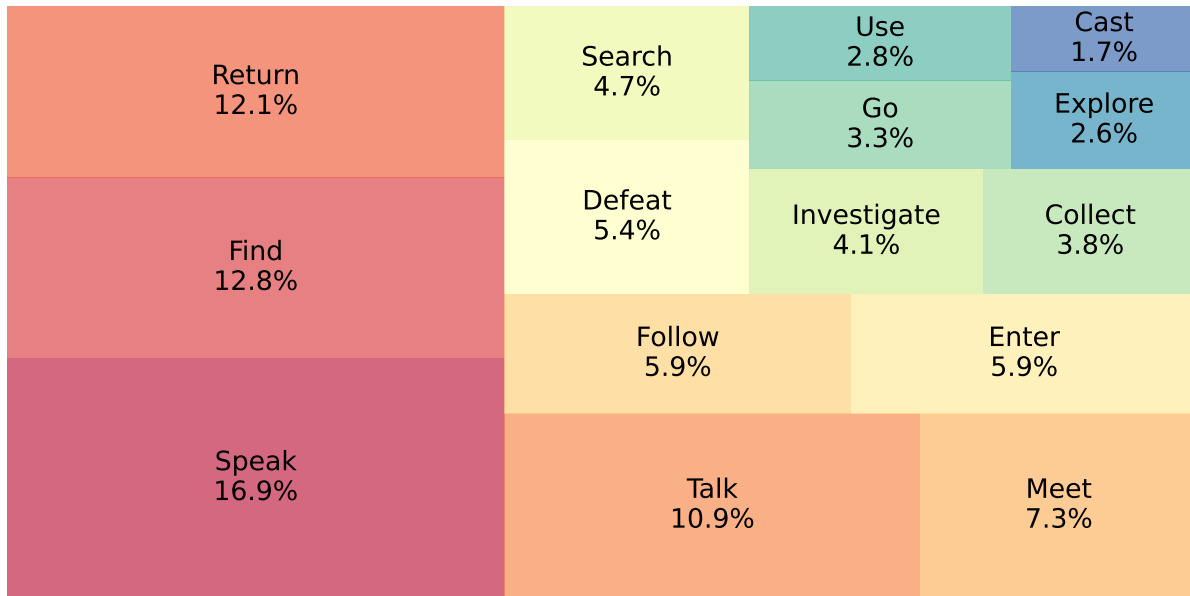 Return
12.1%
Find
12.8%
Speak
16.9%
Search
4.7%
Defeat
5.4%
Use
2.8%
Go
3.3%
Cast
1.7%
Explore
2.6%
Investigate
4.1%
Collect
3.8%
Follow
5.9%
Enter
5.9%
Talk
10.9%
Meet
7.3%